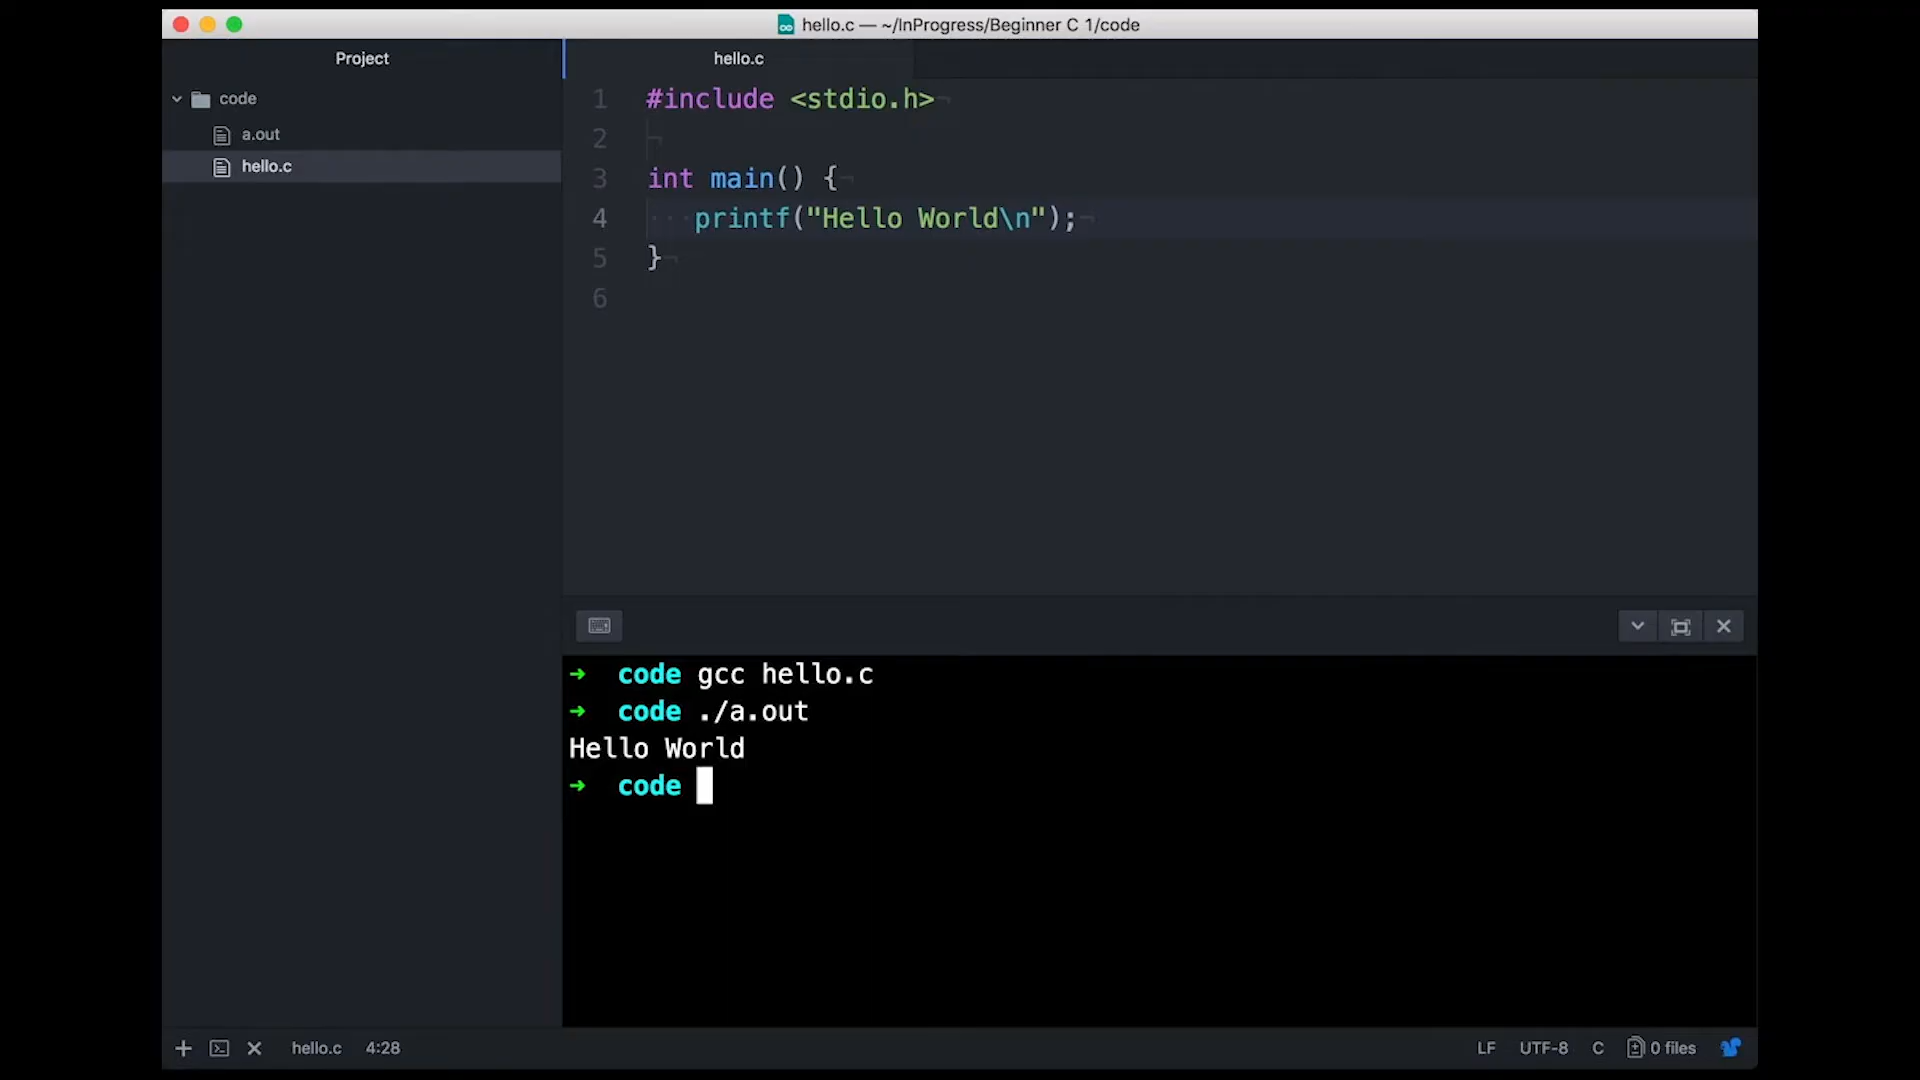 hello.c — ~/InProgress/Beginner C 1/code
Project
hello.c
code
a.out
hello.c
1 #include <stdio.h>
2
3 int main() {
4 printf("Hello World\n");
5 }
6
➜ code gcc hello.c
➜ code ./a.out
Hello World
➜ code
hello.c 4:28
LF UTF-8 C 0 files